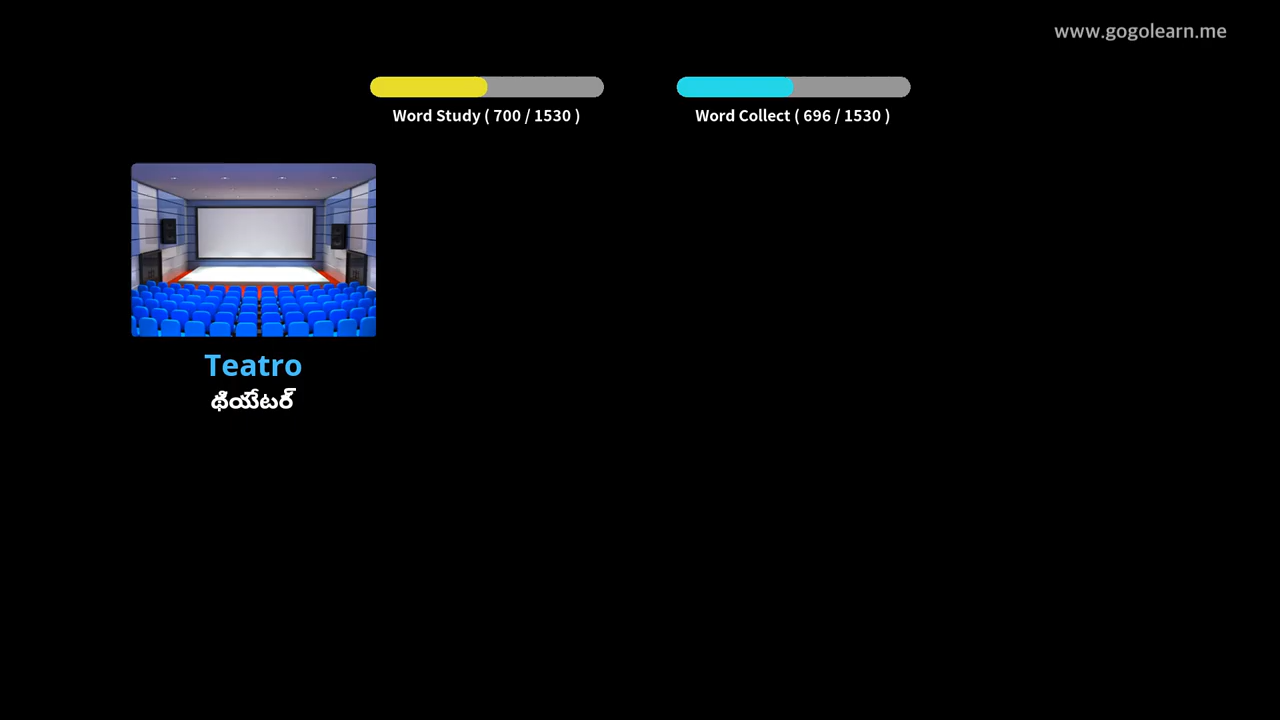 www.gogolearn.me
Word Study ( 700 / 1530 )
Word Collect ( 696 / 1530 )
Teatro
థియేటర్